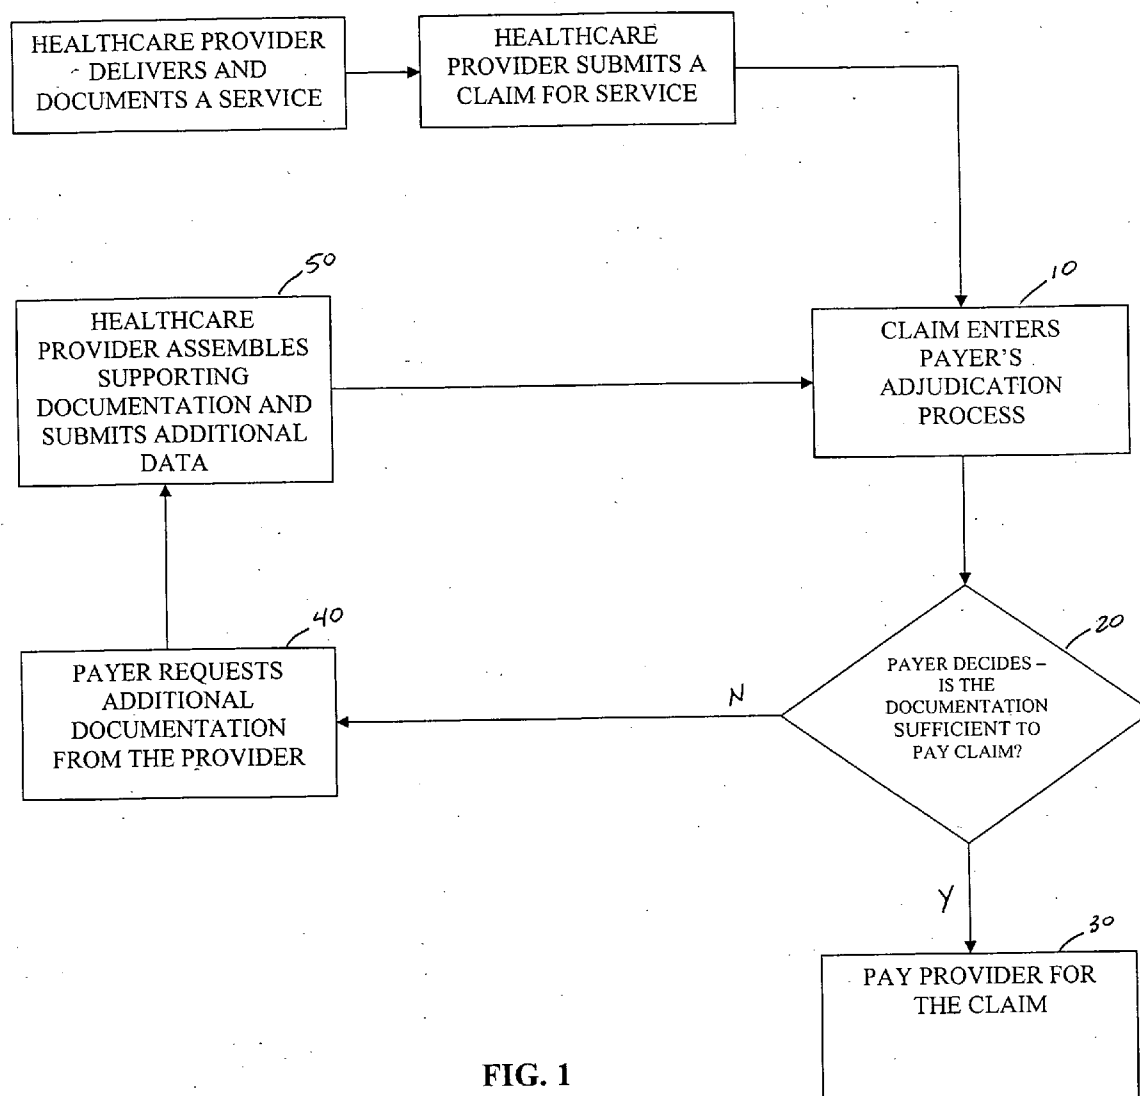 HEALTHCARE PROVIDER
DELIVERS AND
DOCUMENTS A SERVICE
HEALTHCARE
PROVIDER SUBMITS A
CLAIM FOR SERVICE
50
HEALTHCARE
PROVIDER ASSEMBLES
SUPPORTING
DOCUMENTATION AND
SUBMITS ADDITIONAL
DATA
10
CLAIM ENTERS
PAYER'S
ADJUDICATION
PROCESS
40
PAYER REQUESTS
ADDITIONAL
DOCUMENTATION
FROM THE PROVIDER
N
20
PAYER DECIDES –
IS THE
DOCUMENTATION
SUFFICIENT TO
PAY CLAIM?
Y
30
PAY PROVIDER FOR
THE CLAIM
FIG. 1